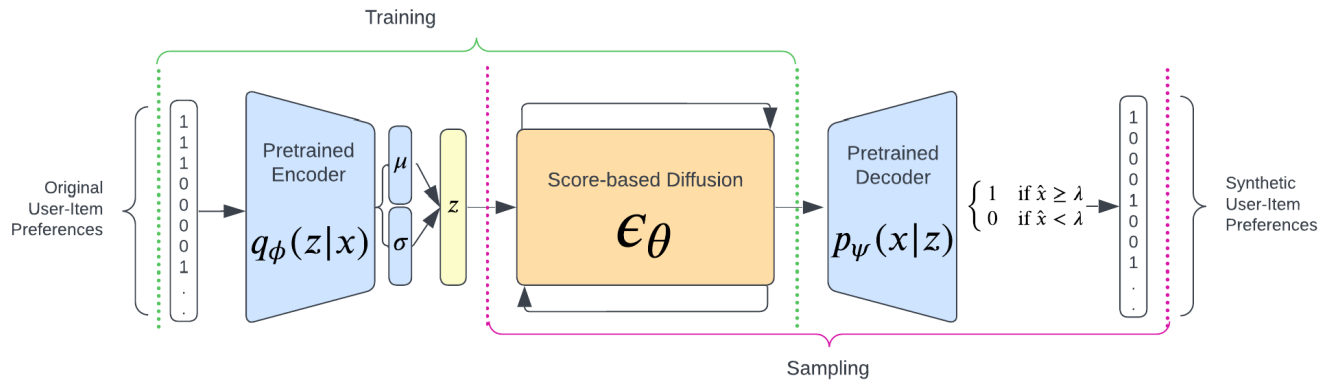 Training
Original
User-Item
Preferences
1
1
1
0
0
0
0
1
.
.
Pretrained
Encoder
qϕ(z|x)
μ
σ
z
Score-based Diffusion
ϵθ
Pretrained
Decoder
pψ(x|z)
{ 1 if x̂ ≥ λ
0 if x̂ < λ
1
0
0
0
1
0
0
1
.
.
Synthetic
User-Item
Preferences
Sampling